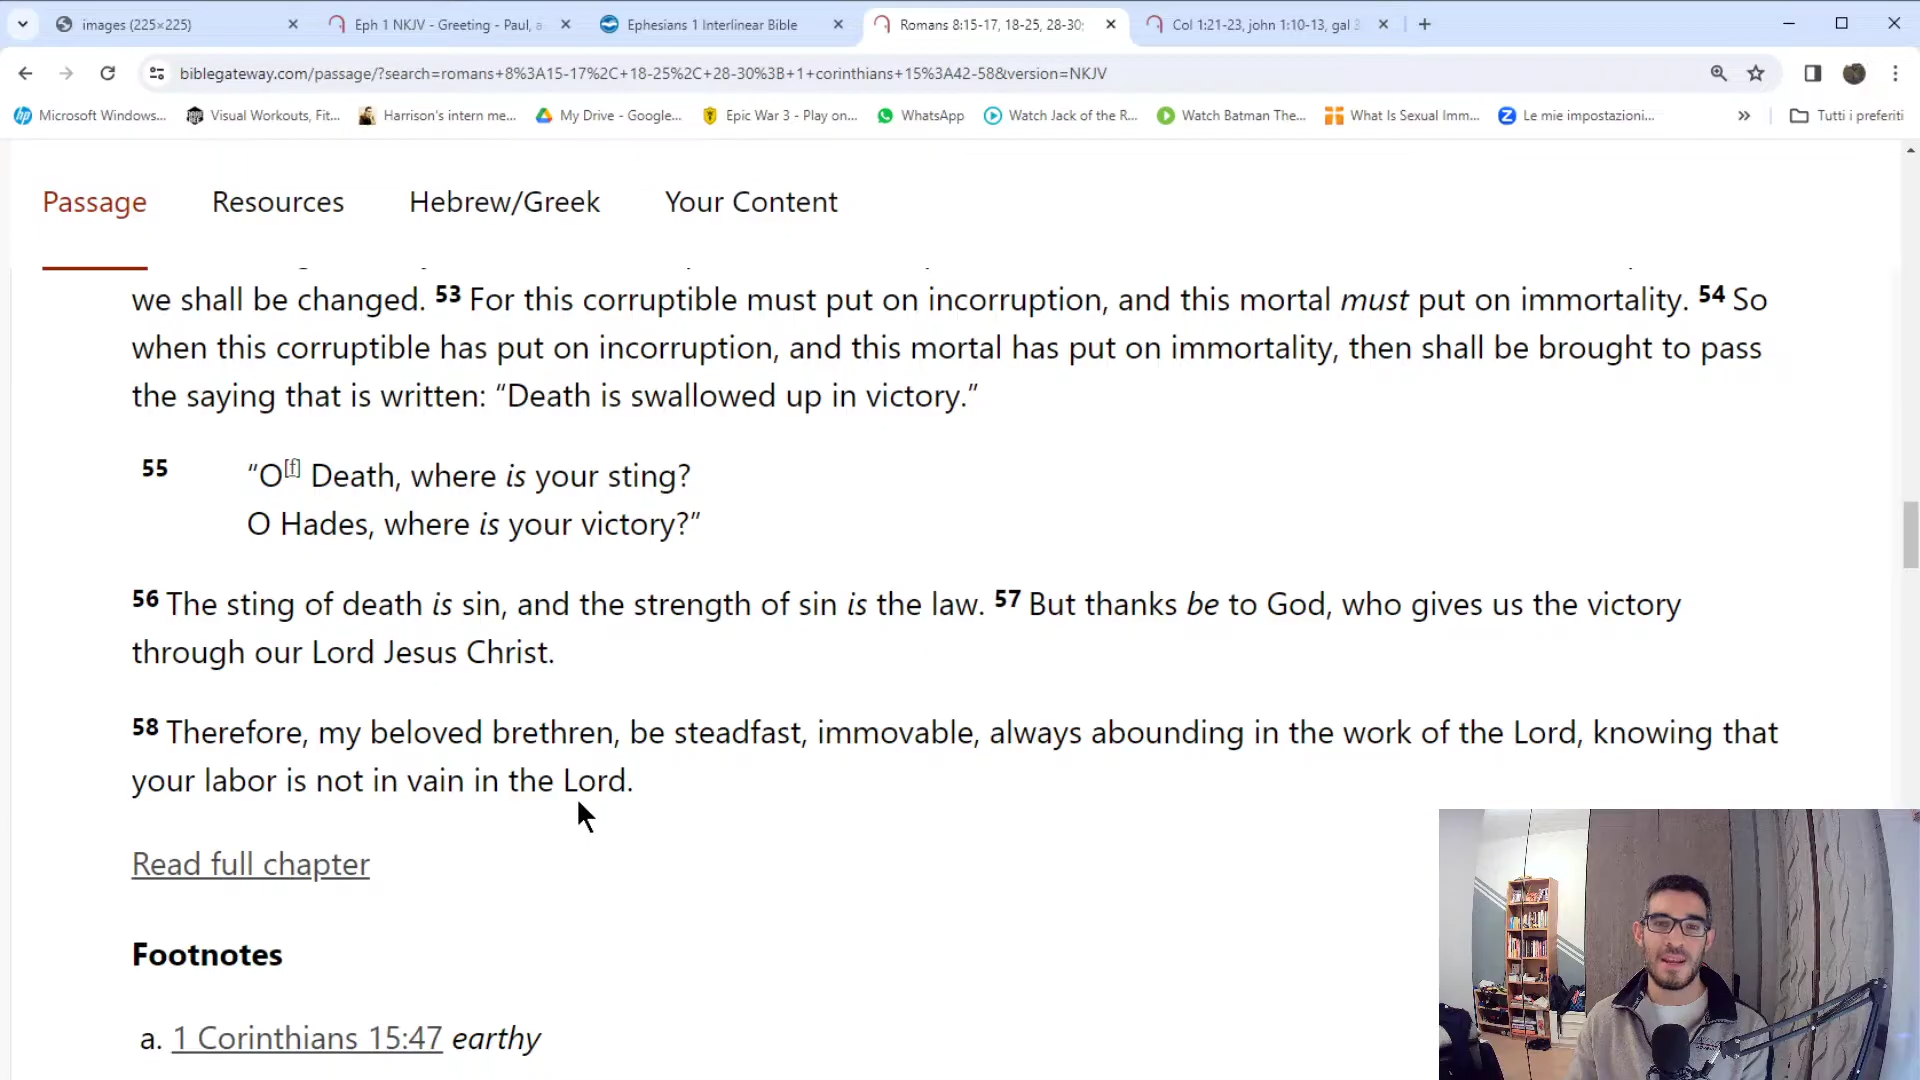 images (225×225)
Eph 1 NKJV - Greeting - Paul, a
Ephesians 1 Interlinear Bible
Romans 8:15-17, 18-25, 28-30;
Col 1:21-23, john 1:10-13, gal 3
biblegateway.com/passage/?search=romans+8%3A15-17%2C+18-25%2C+28-30%3B+1+corinthians+15%3A42-58&version=NKJV
Microsoft Windows...
Visual Workouts, Fit...
Harrison's intern me...
My Drive - Google...
Epic War 3 - Play on...
WhatsApp
Watch Jack of the R...
Watch Batman The...
What Is Sexual Imm...
Le mie impostazioni...
Tutti i preferiti
Passage
Resources
Hebrew/Greek
Your Content
we shall be changed. 53 For this corruptible must put on incorruption, and this mortal must put on immortality. 54 So
when this corruptible has put on incorruption, and this mortal has put on immortality, then shall be brought to pass
the saying that is written: “Death is swallowed up in victory.”
55 “O[f] Death, where is your sting?
O Hades, where is your victory?”
56 The sting of death is sin, and the strength of sin is the law. 57 But thanks be to God, who gives us the victory
through our Lord Jesus Christ.
58 Therefore, my beloved brethren, be steadfast, immovable, always abounding in the work of the Lord, knowing that
your labor is not in vain in the Lord.
Read full chapter
Footnotes
a. 1 Corinthians 15:47 earthy